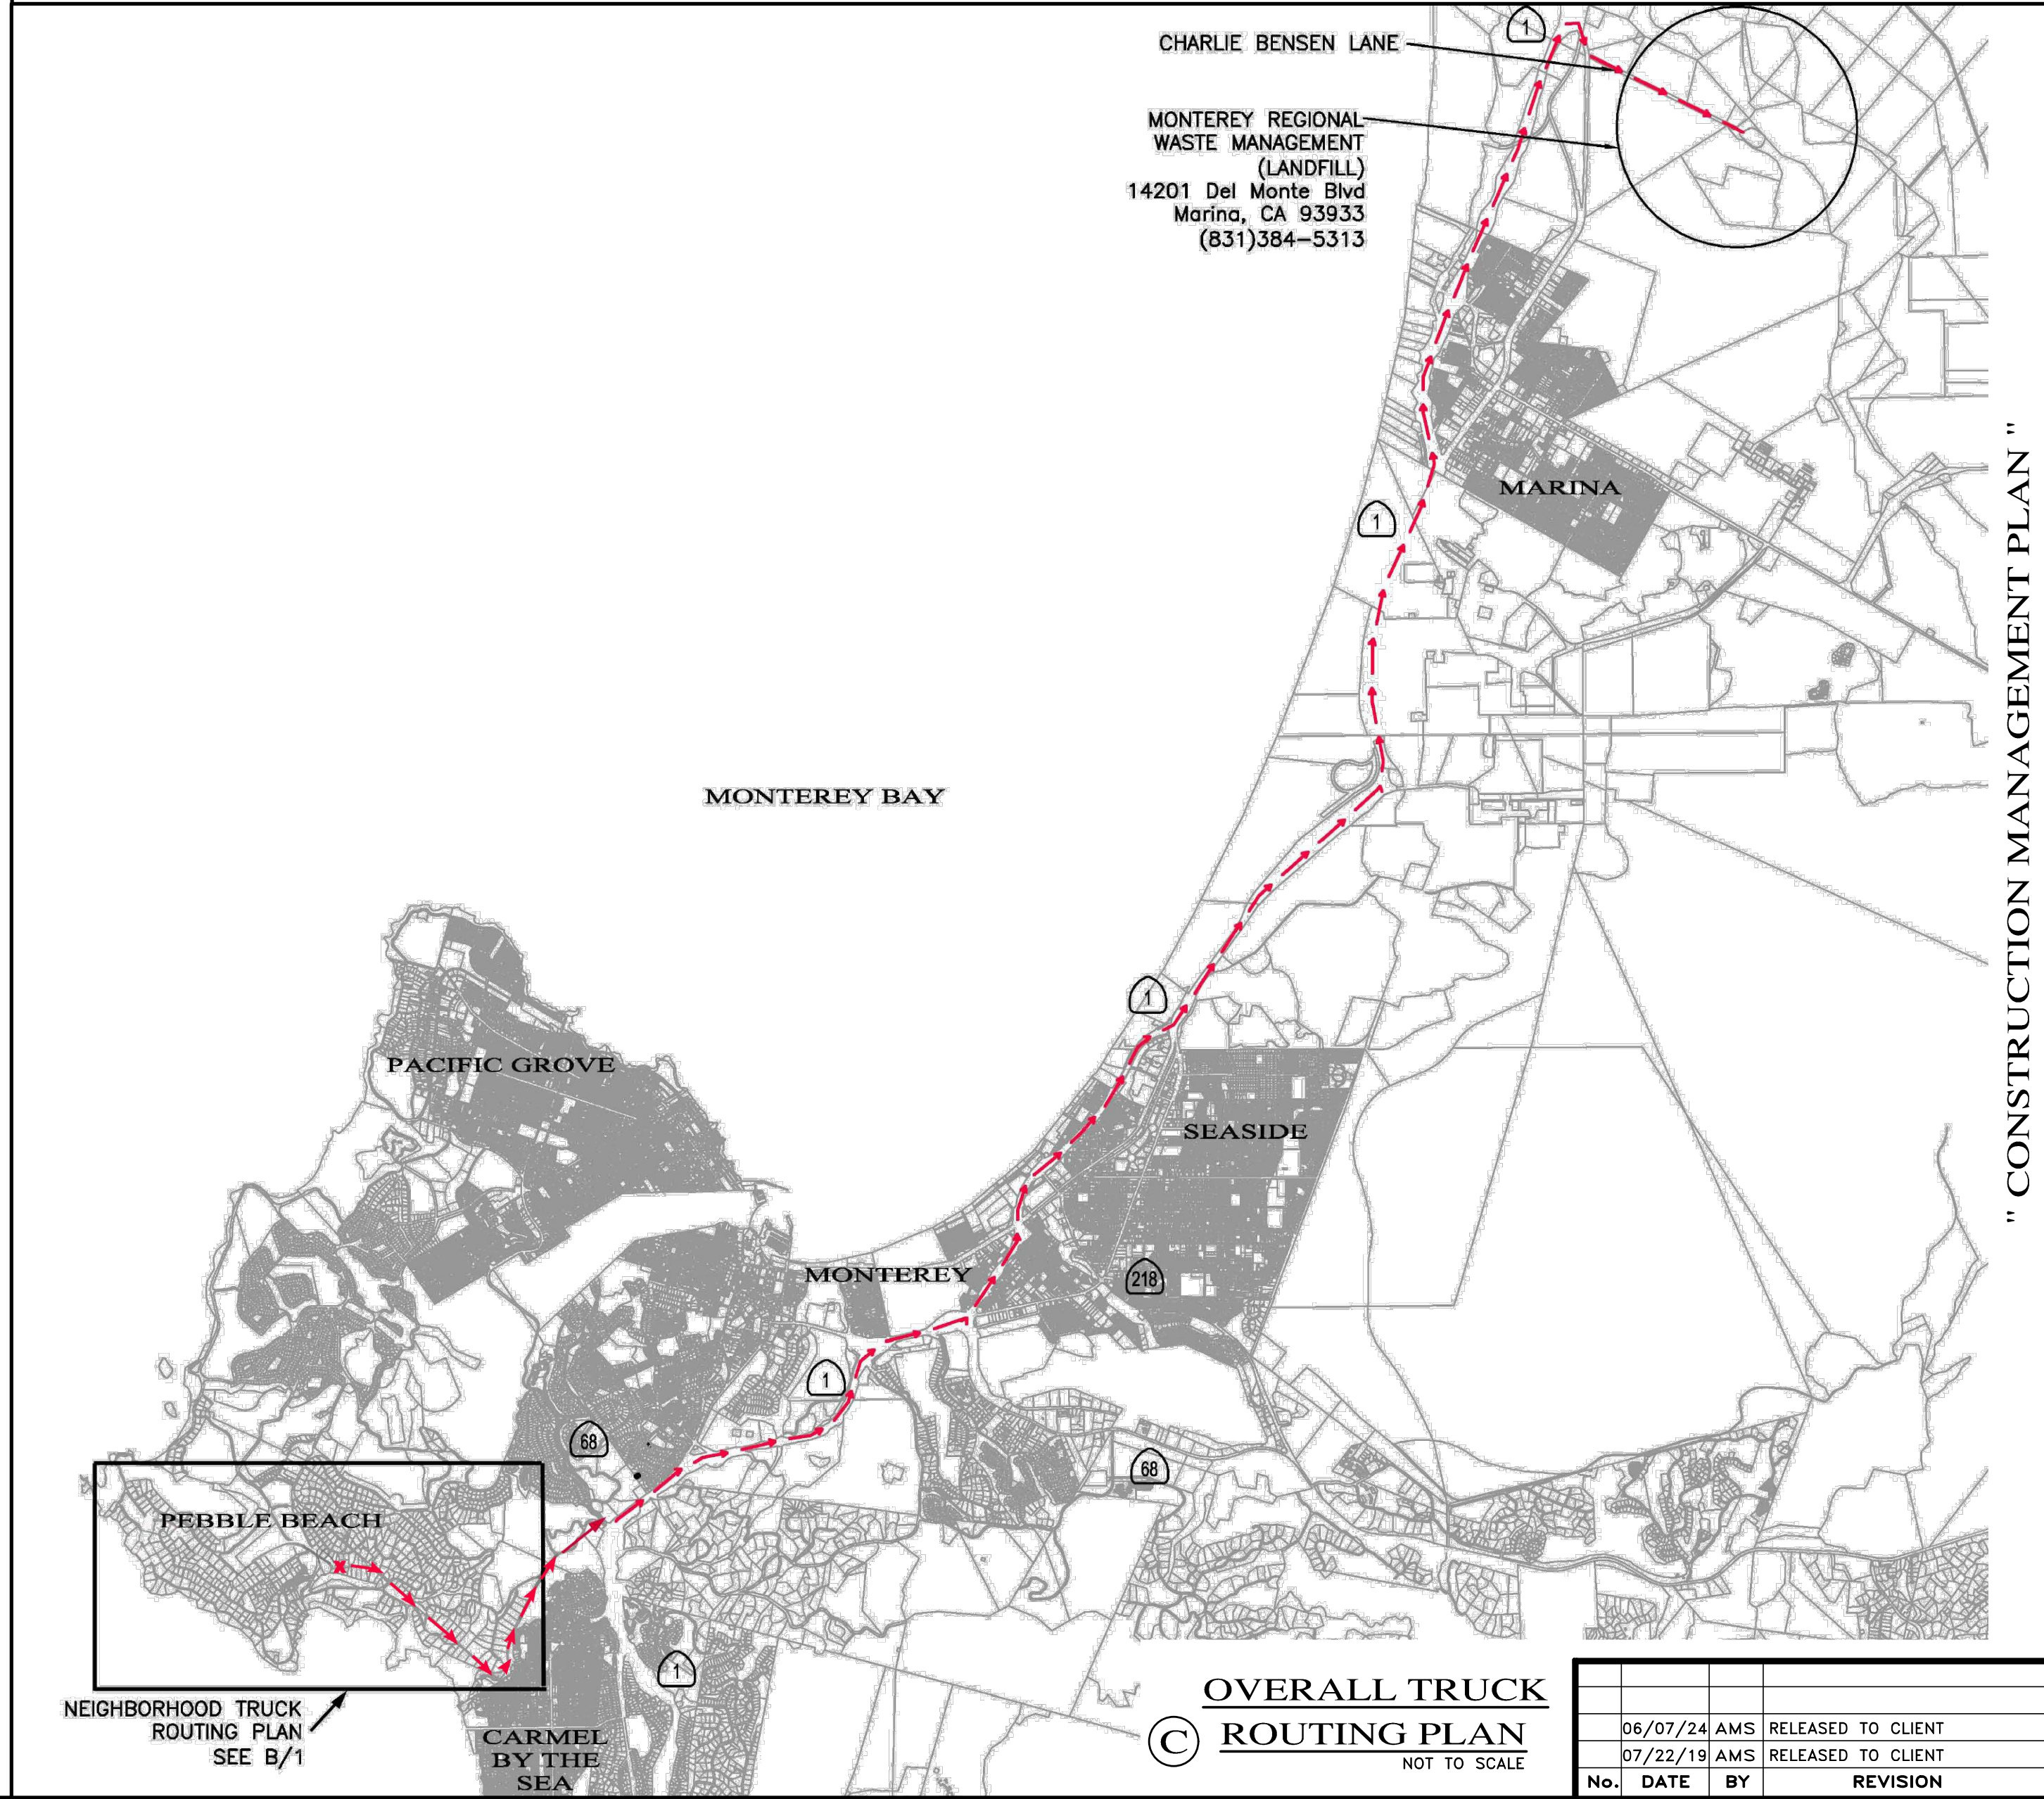 1
CHARLIE BENSEN LANE
MONTEREY REGIONAL
WASTE MANAGEMENT
(LANDFILL)
14201 Del Monte Blvd
Marina, CA 93933
(831)384-5313
MARINA
1
" CONSTRUCTION MANAGEMENT PLAN "
MONTEREY BAY
1
PACIFIC GROVE
SEASIDE
MONTEREY
218
1
68
68
PEBBLE BEACH
1
NEIGHBORHOOD TRUCK
ROUTING PLAN
SEE B/1
CARMEL
BY THE
SEA
C
OVERALL TRUCK
ROUTING PLAN
NOT TO SCALE
06/07/24 AMS RELEASED TO CLIENT
07/22/19 AMS RELEASED TO CLIENT
No. DATE BY REVISION